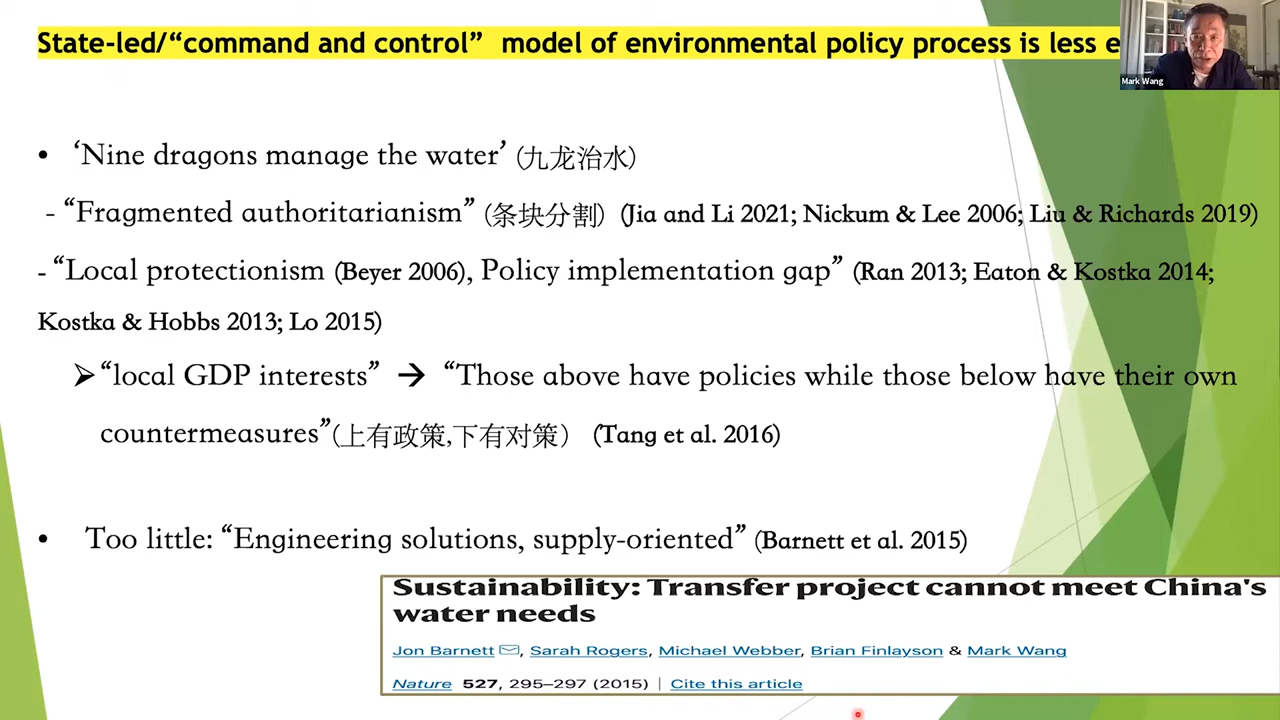 State-led/“command and control” model of environmental policy process is less
Mark Wang
• ‘Nine dragons manage the water’ (九龙治水)
- “Fragmented authoritarianism” (条块分割) (Jia and Li 2021; Nickum & Lee 2006; Liu & Richards 2019)
- “Local protectionism (Beyer 2006), Policy implementation gap” (Ran 2013; Eaton & Kostka 2014;
Kostka & Hobbs 2013; Lo 2015)
➢ “local GDP interests” → “Those above have policies while those below have their own
countermeasures”(上有政策,下有对策） (Tang et al. 2016)
• Too little: “Engineering solutions, supply-oriented” (Barnett et al. 2015)
Sustainability: Transfer project cannot meet China's
water needs
Jon Barnett, Sarah Rogers, Michael Webber, Brian Finlayson & Mark Wang
Nature 527, 295–297 (2015) | Cite this article